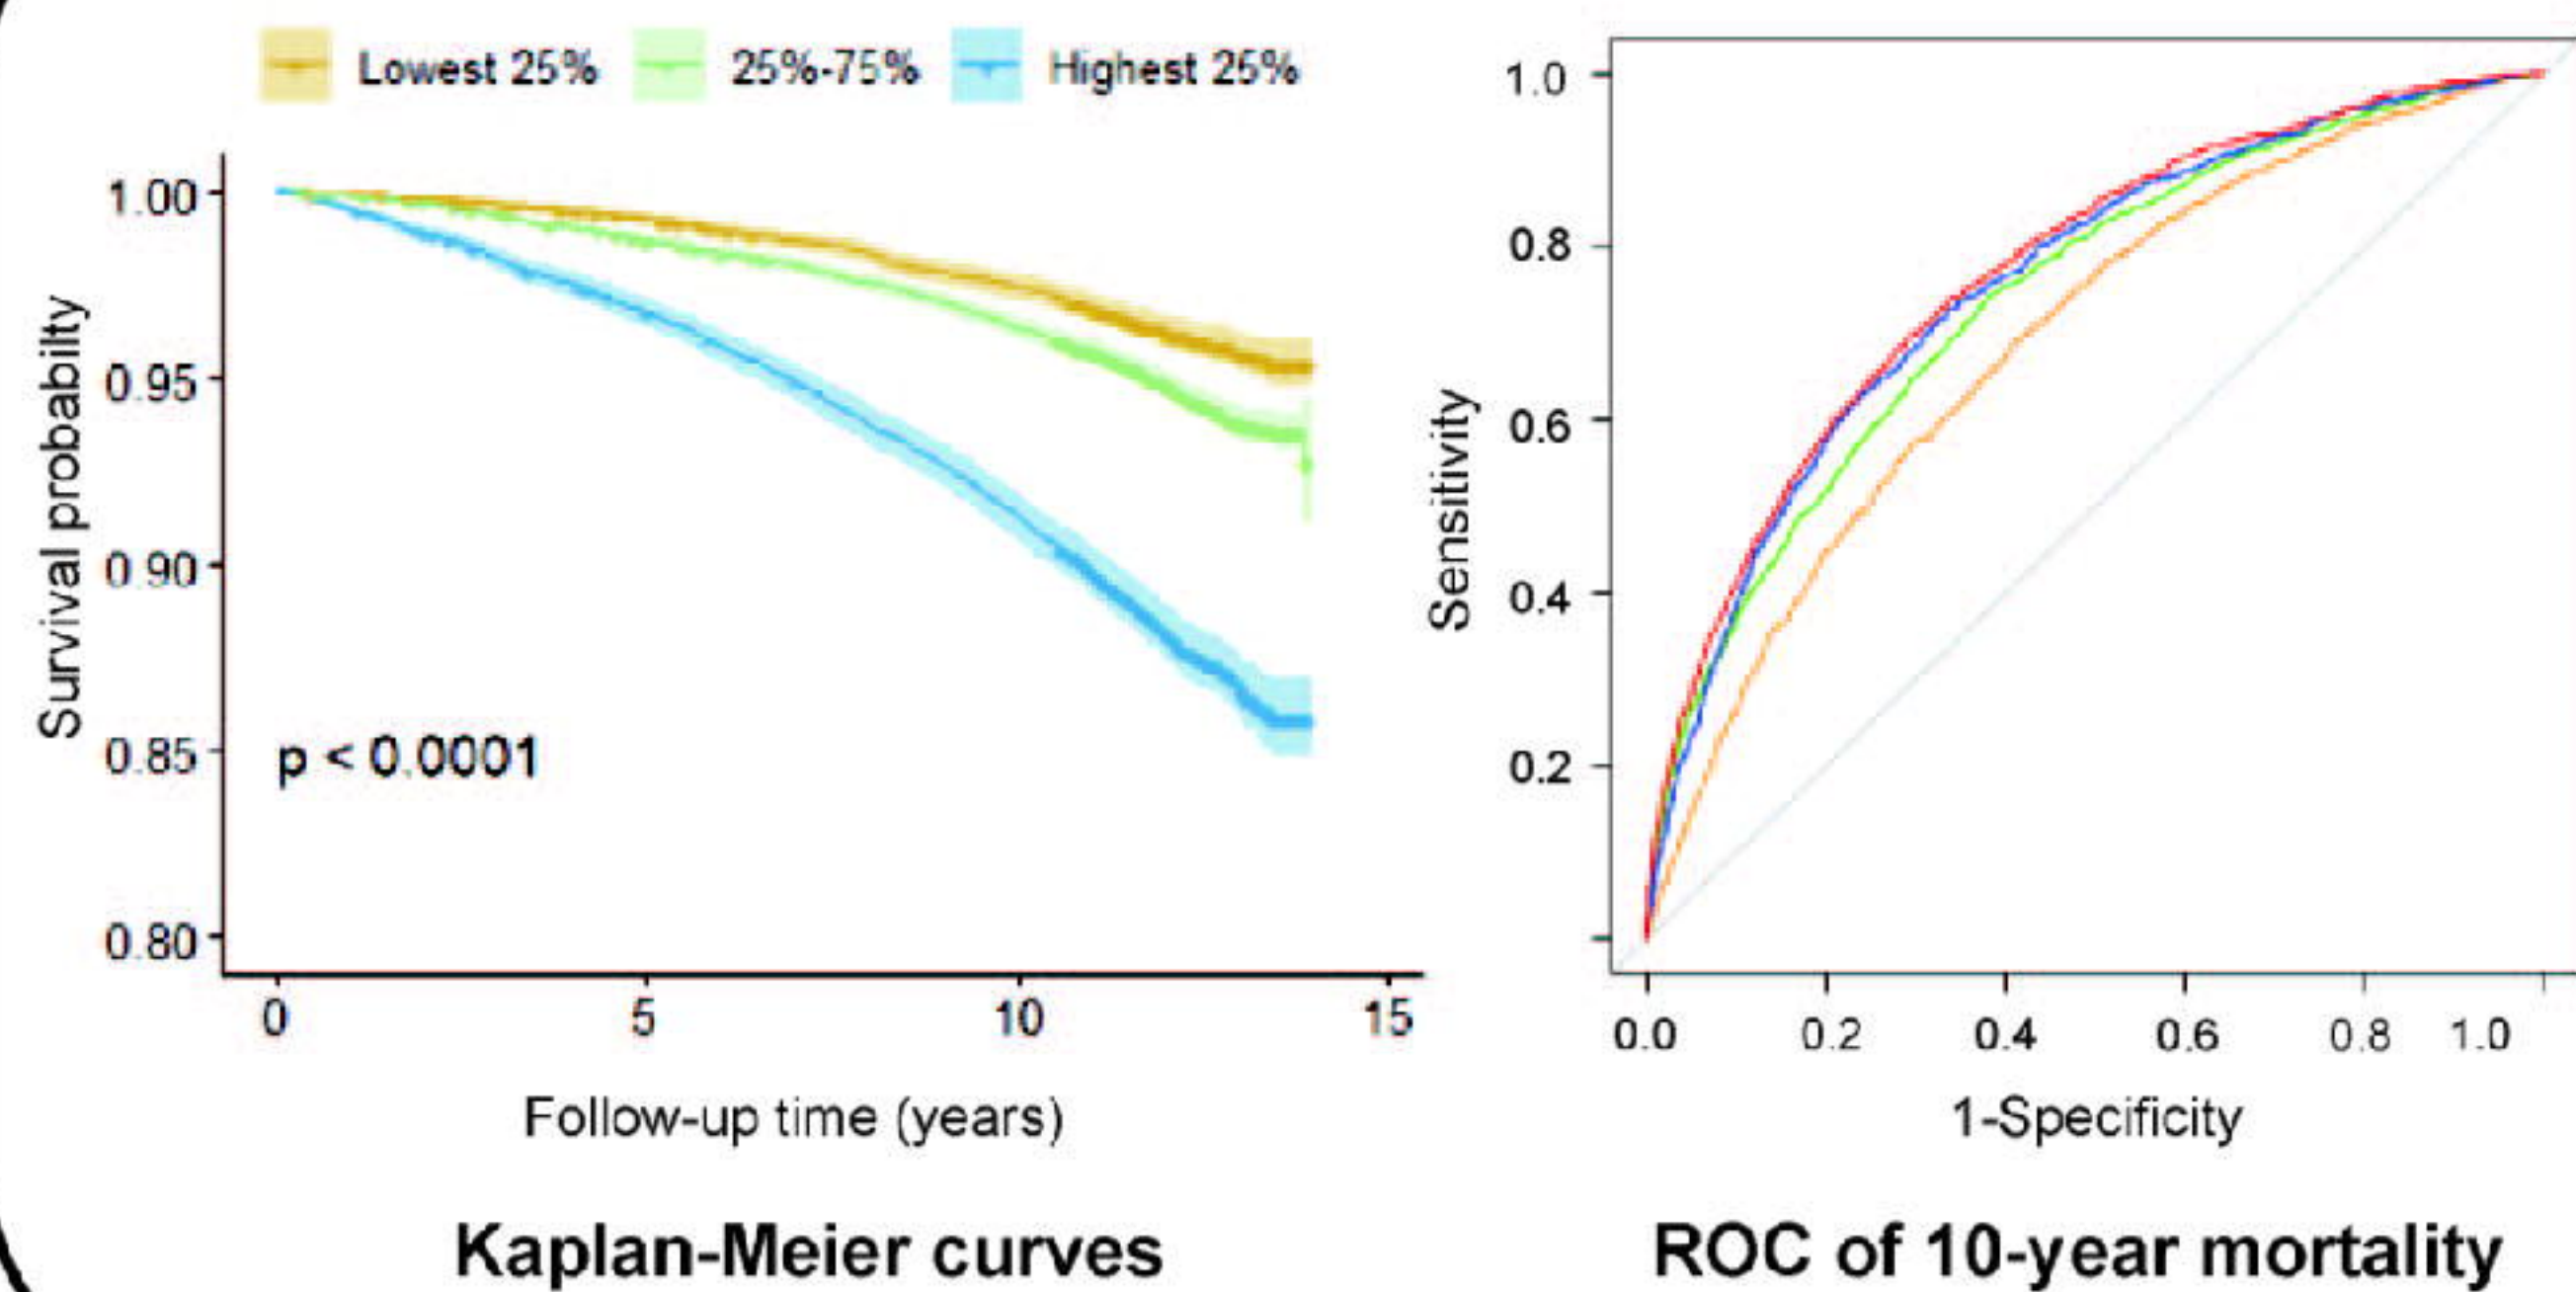 Lowest 25% 25%-75% Highest 25%
Survival probability
1.00
0.95
0.90
0.85
0.80
p < 0.0001
0 5 10 15
Follow-up time (years)
Kaplan-Meier curves
Sensitivity
1.0
0.8
0.6
0.4
0.2
0.0 0.2 0.4 0.6 0.8 1.0
1-Specificity
ROC of 10-year mortality